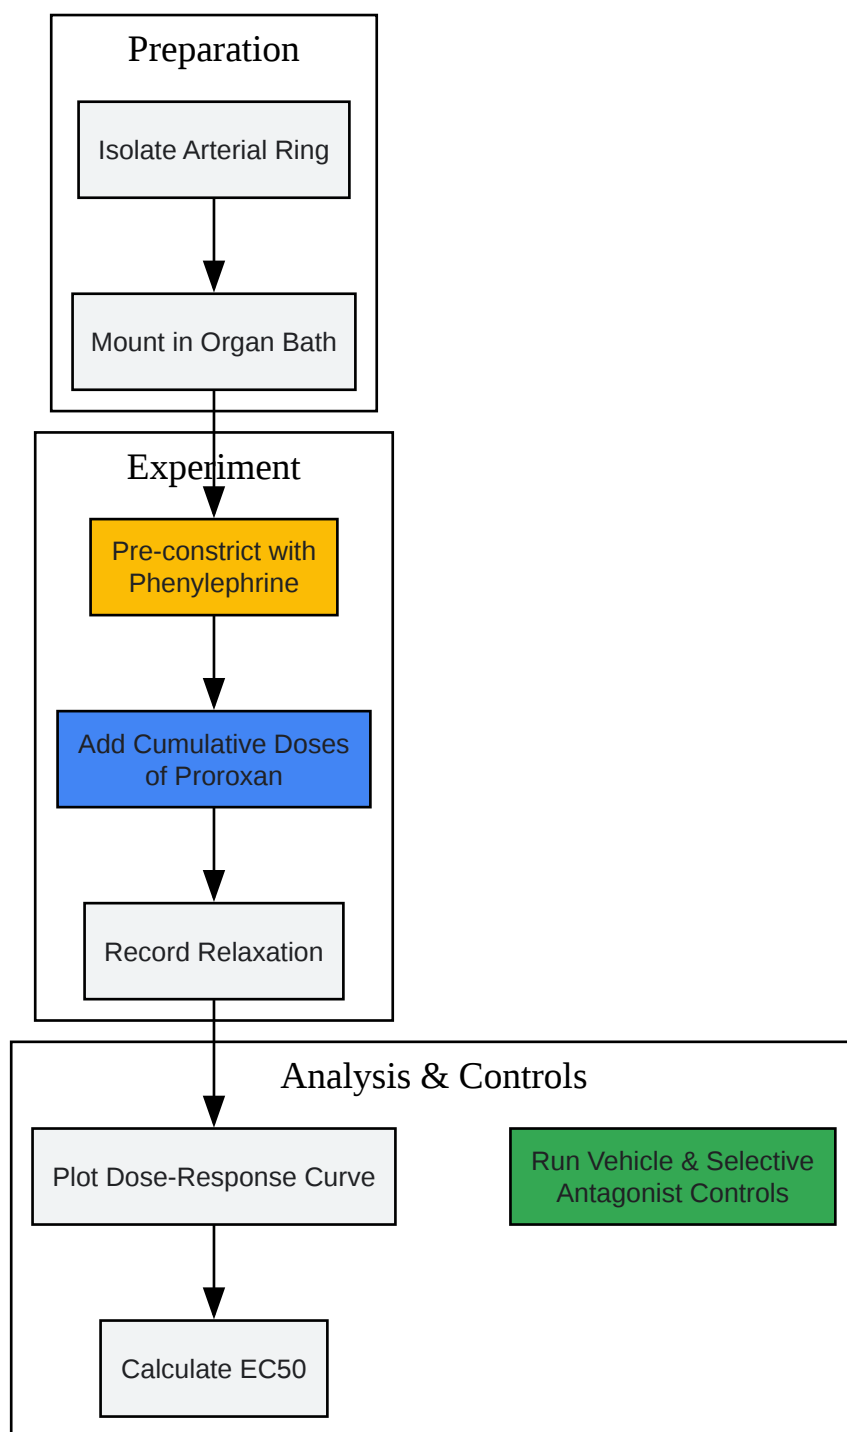 Preparation
Isolate Arterial Ring
Mount in Organ Bath
Experiment
Pre-constrict with
Phenylephrine
Add Cumulative Doses
of Proroxan
Record Relaxation
Analysis & Controls
Plot Dose-Response Curve
Run Vehicle & Selective
Antagonist Controls
Calculate EC50